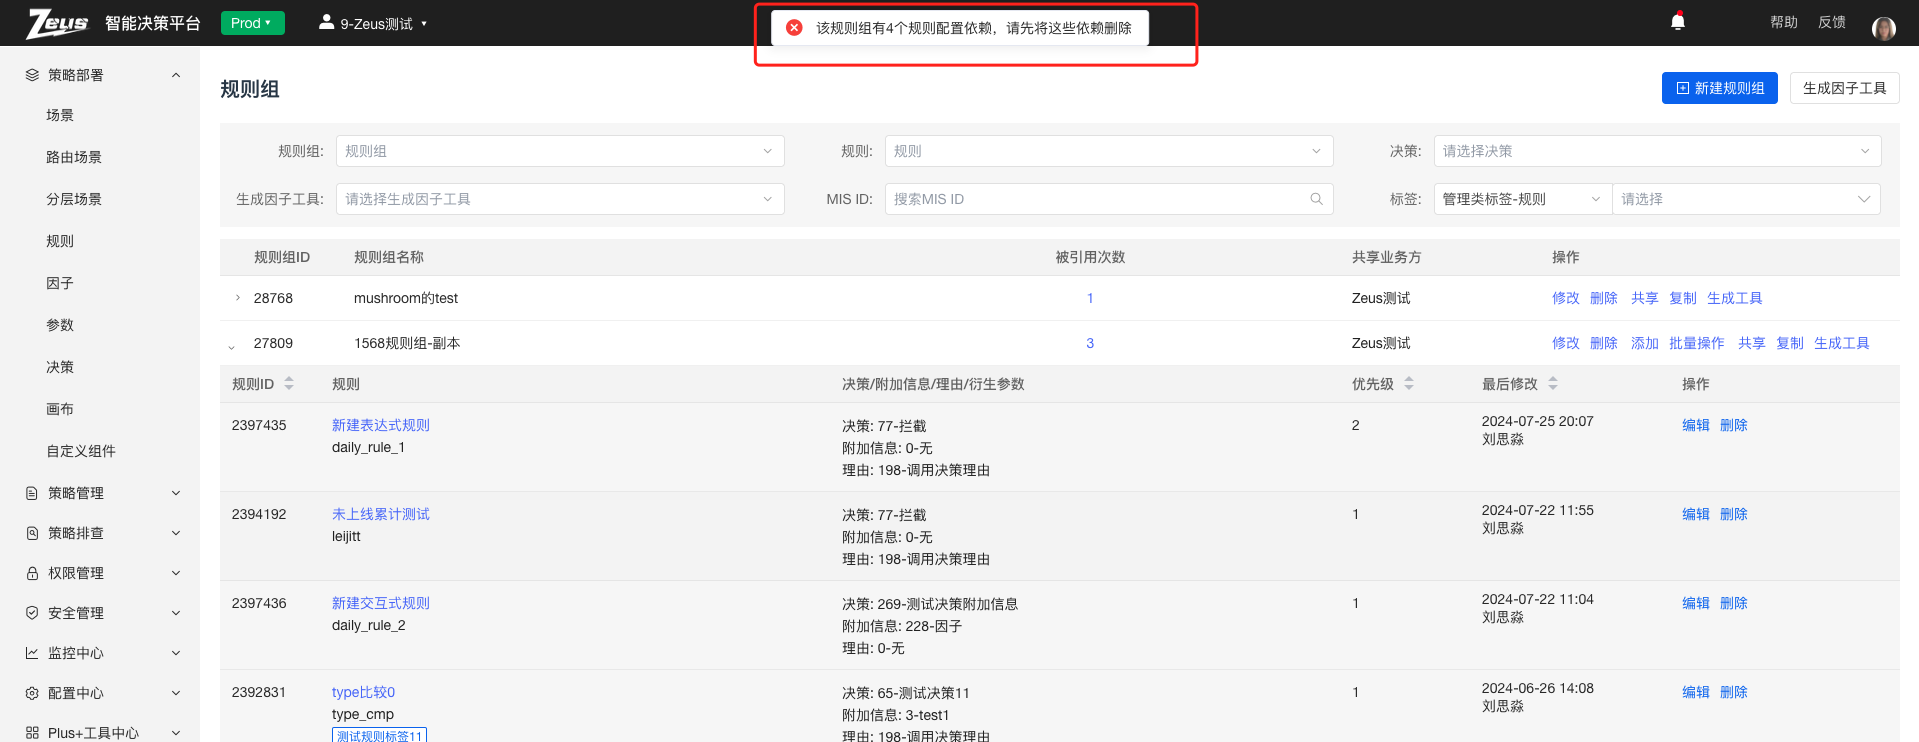 Zeus 智能决策平台 Prod 9-Zeus测试 该规则组有4个规则配置依赖，请先将这些依赖删除 帮助 反馈
策略部署
场景
路由场景
分层场景
规则
因子
参数
决策
画布
自定义组件
策略管理
策略排查
权限管理
安全管理
监控中心
配置中心
Plus+工具中心
规则组 新建规则组 生成因子工具
规则组: 规则组 规则: 规则 决策: 请选择决策
生成因子工具: 请选择生成因子工具 MIS ID: 搜索MIS ID 标签: 管理类标签-规则 请选择
规则组ID 规则组名称 被引用次数 共享业务方 操作
28768 mushroom的test 1 Zeus测试 修改 删除 共享 复制 生成工具
27809 1568规则组-副本 3 Zeus测试 修改 删除 添加 批量操作 共享 复制 生成工具
规则ID 规则 决策/附加信息/理由/衍生参数 优先级 最后修改 操作
2397435 新建表达式规则 决策: 77-拦截 2 2024-07-25 20:07 编辑 删除
daily_rule_1 附加信息: 0-无 刘思淼
理由: 198-调用决策理由
2394192 未上线累计测试 决策: 77-拦截 1 2024-07-22 11:55 编辑 删除
leijitt 附加信息: 0-无 刘思淼
理由: 198-调用决策理由
2397436 新建交互式规则 决策: 269-测试决策附加信息 1 2024-07-22 11:04 编辑 删除
daily_rule_2 附加信息: 228-因子 刘思淼
理由: 0-无
2392831 type比较0 决策: 65-测试决策11 1 2024-06-26 14:08 编辑 删除
type_cmp 附加信息: 3-test1 刘思淼
测试规则标签11 理由: 198-调用决策理由